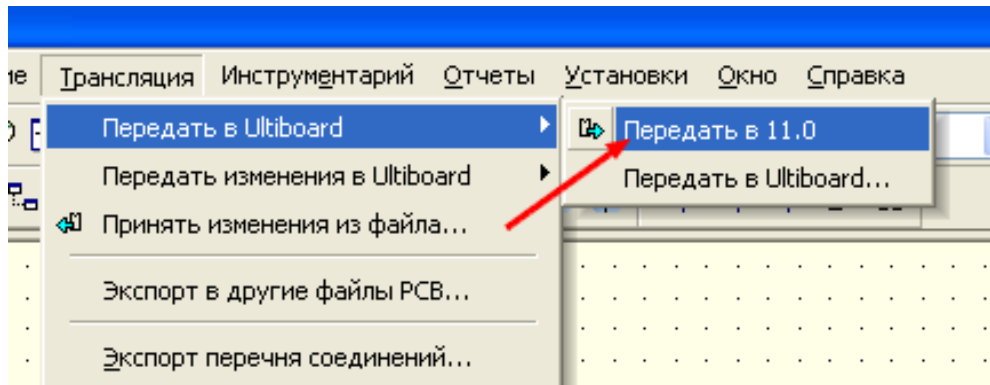 ие Трансляция Инструментарий Отчеты Установки Окно Справка
Передать в Ultiboard
Передать изменения в Ultiboard
Принять изменения из файла...
Экспорт в другие файлы PCB...
Экспорт перечня соединений...
Передать в 11.0
Передать в Ultiboard...